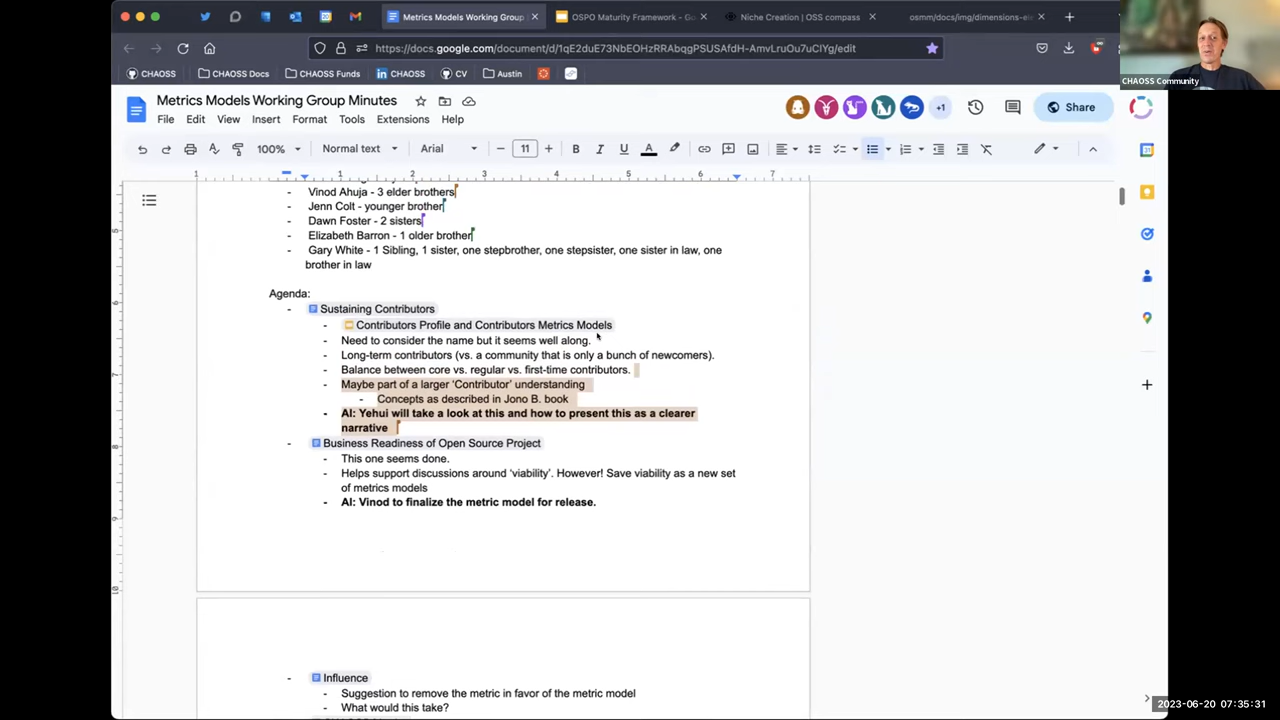 Metrics Models Working Group
OSPO Maturity Framework - Go
Niche Creation | OSS compass
osmm/docs/img/dimensions-ele
https://docs.google.com/document/d/1qE2duE73NbEOHzRRAbqgPSUSAfdH-AmvLruOu7uClYg/edit
CHAOSS
CHAOSS Docs
CHAOSS Funds
CHAOSS
CV
Austin
CHAOSS Community
Metrics Models Working Group Minutes
+1
Share
File Edit View Insert Format Tools Extensions Help
100% Normal text Arial 11
1 1 2 3 4 5 6 7
- Vinod Ahuja - 3 elder brothers
- Jenn Colt - younger brother
- Dawn Foster - 2 sisters
- Elizabeth Barron - 1 older brother
- Gary White - 1 Sibling, 1 sister, one stepbrother, one stepsister, one sister in law, one
brother in law
Agenda:
- Sustaining Contributors
- Contributors Profile and Contributors Metrics Models
- Need to consider the name but it seems well along.
- Long-term contributors (vs. a community that is only a bunch of newcomers).
- Balance between core vs. regular vs. first-time contributors.
- Maybe part of a larger 'Contributor' understanding
- Concepts as described in Jono B. book
- AI: Yehui will take a look at this and how to present this as a clearer
narrative
- Business Readiness of Open Source Project
- This one seems done.
- Helps support discussions around 'viability'. However! Save viability as a new set
of metrics models
- AI: Vinod to finalize the metric model for release.
- Influence
- Suggestion to remove the metric in favor of the metric model
- What would this take?
2023-06-20 07:35:31